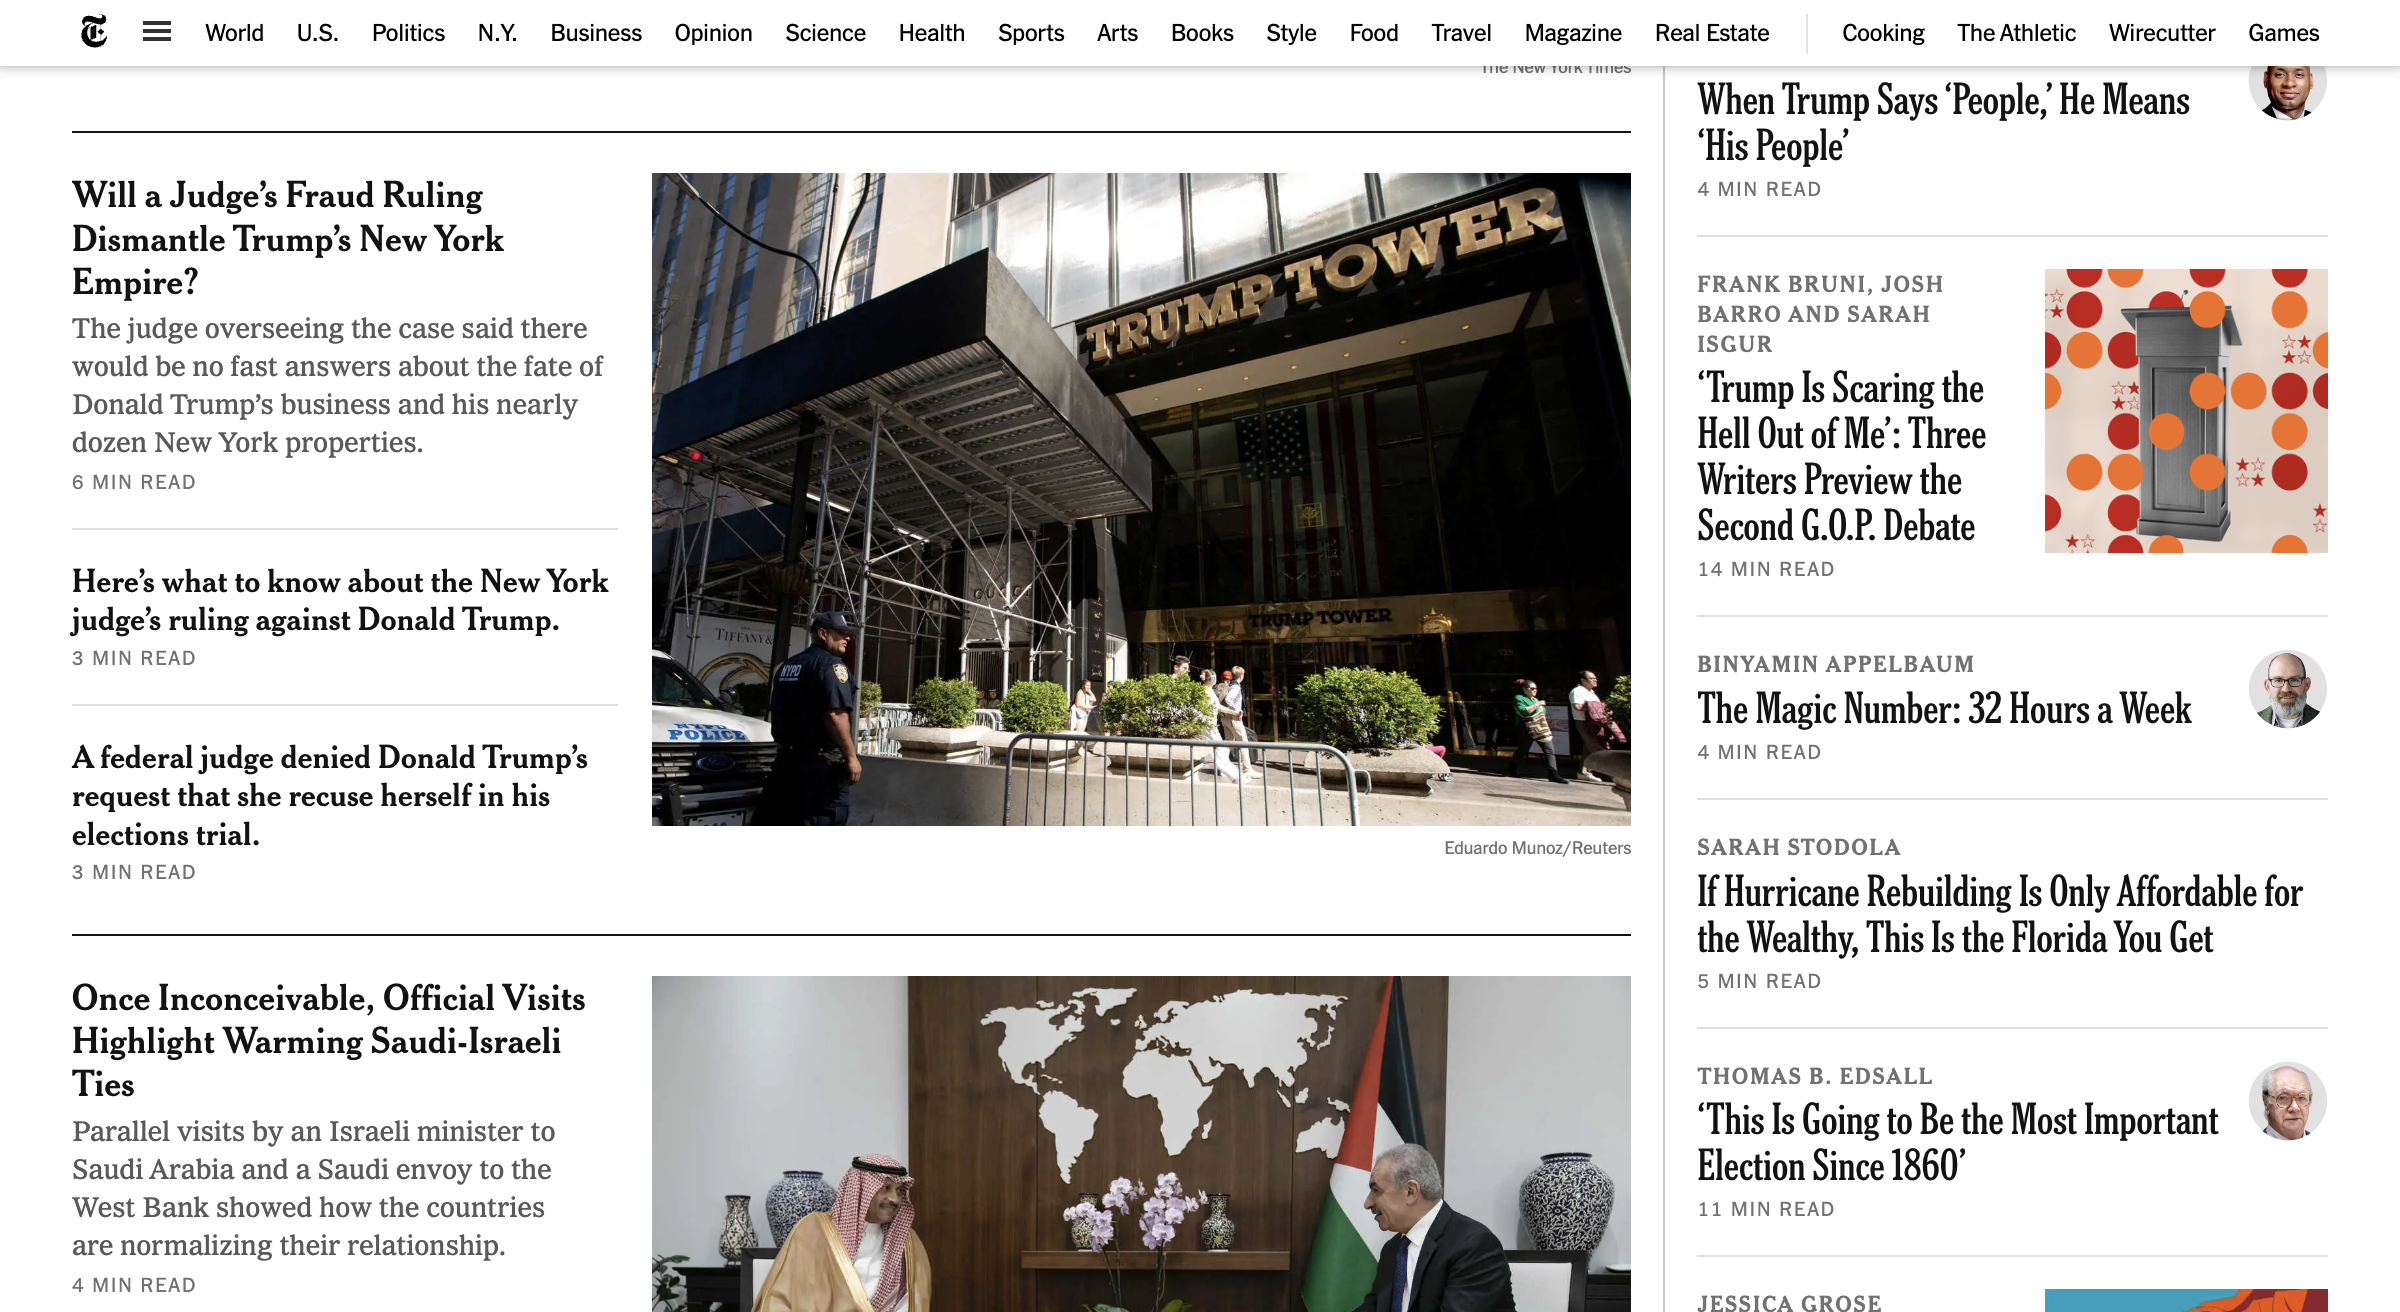 World U.S. Politics N.Y. Business Opinion Science Health Sports Arts Books Style Food Travel Magazine Real Estate Cooking The Athletic Wirecutter Games
The New York Times
Will a Judge’s Fraud Ruling
Dismantle Trump’s New York
Empire?
The judge overseeing the case said there
would be no fast answers about the fate of
Donald Trump’s business and his nearly
dozen New York properties.
6 MIN READ
Here’s what to know about the New York
judge’s ruling against Donald Trump.
3 MIN READ
A federal judge denied Donald Trump’s
request that she recuse herself in his
elections trial.
3 MIN READ
TRUMP TOWER
GUCCI
TRUMP TOWER
TIFFANY &
NYPD
NYPD
POLICE
Eduardo Munoz/Reuters
Once Inconceivable, Official Visits
Highlight Warming Saudi-Israeli
Ties
Parallel visits by an Israeli minister to
Saudi Arabia and a Saudi envoy to the
West Bank showed how the countries
are normalizing their relationship.
4 MIN READ
When Trump Says ‘People,’ He Means
‘His People’
4 MIN READ
FRANK BRUNI, JOSH
BARRO AND SARAH
ISGUR
‘Trump Is Scaring the
Hell Out of Me’: Three
Writers Preview the
Second G.O.P. Debate
14 MIN READ
BINYAMIN APPELBAUM
The Magic Number: 32 Hours a Week
4 MIN READ
SARAH STODOLA
If Hurricane Rebuilding Is Only Affordable for
the Wealthy, This Is the Florida You Get
5 MIN READ
THOMAS B. EDSALL
‘This Is Going to Be the Most Important
Election Since 1860’
11 MIN READ
JESSICA GROSE